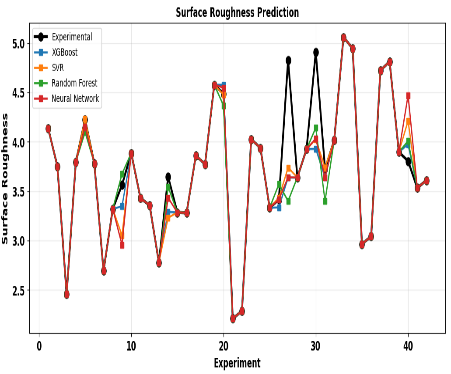 Surface Roughness Prediction
Experimental
XGBoost
SVR
Random Forest
Neural Network
5.0
4.5
4.0
3.5
3.0
2.5
Surface Roughness
0 10 20 30 40
Experiment